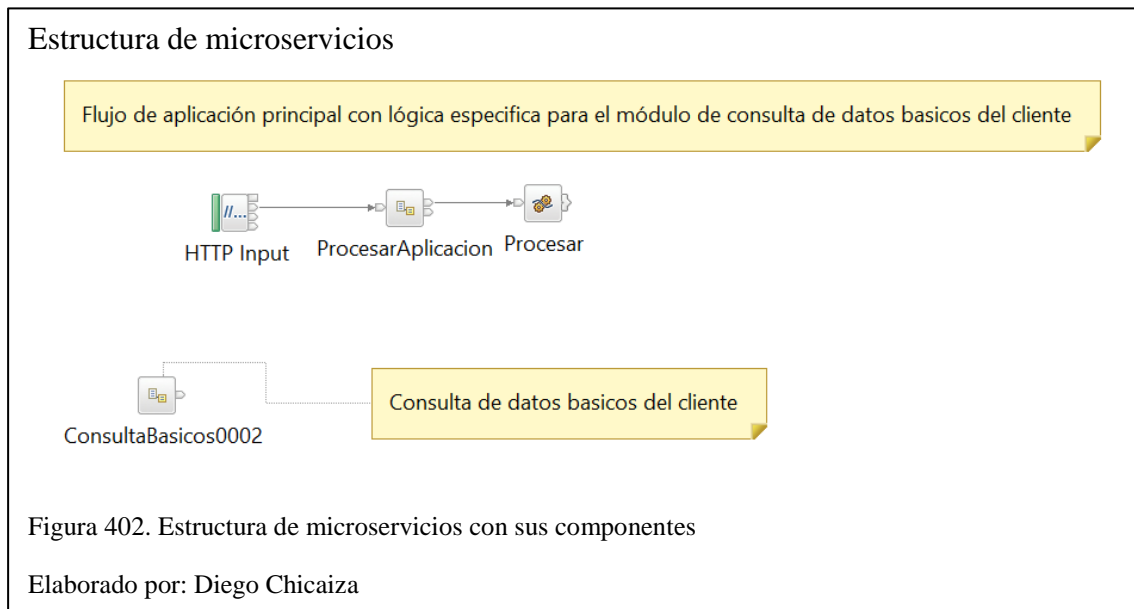 Estructura de microservicios
Flujo de aplicación principal con lógica especifica para el módulo de consulta de datos basicos del cliente
//...
HTTP Input
ProcesarAplicacion
Procesar
Consulta de datos basicos del cliente
ConsultaBasicos0002
Figura 402. Estructura de microservicios con sus componentes
Elaborado por: Diego Chicaiza